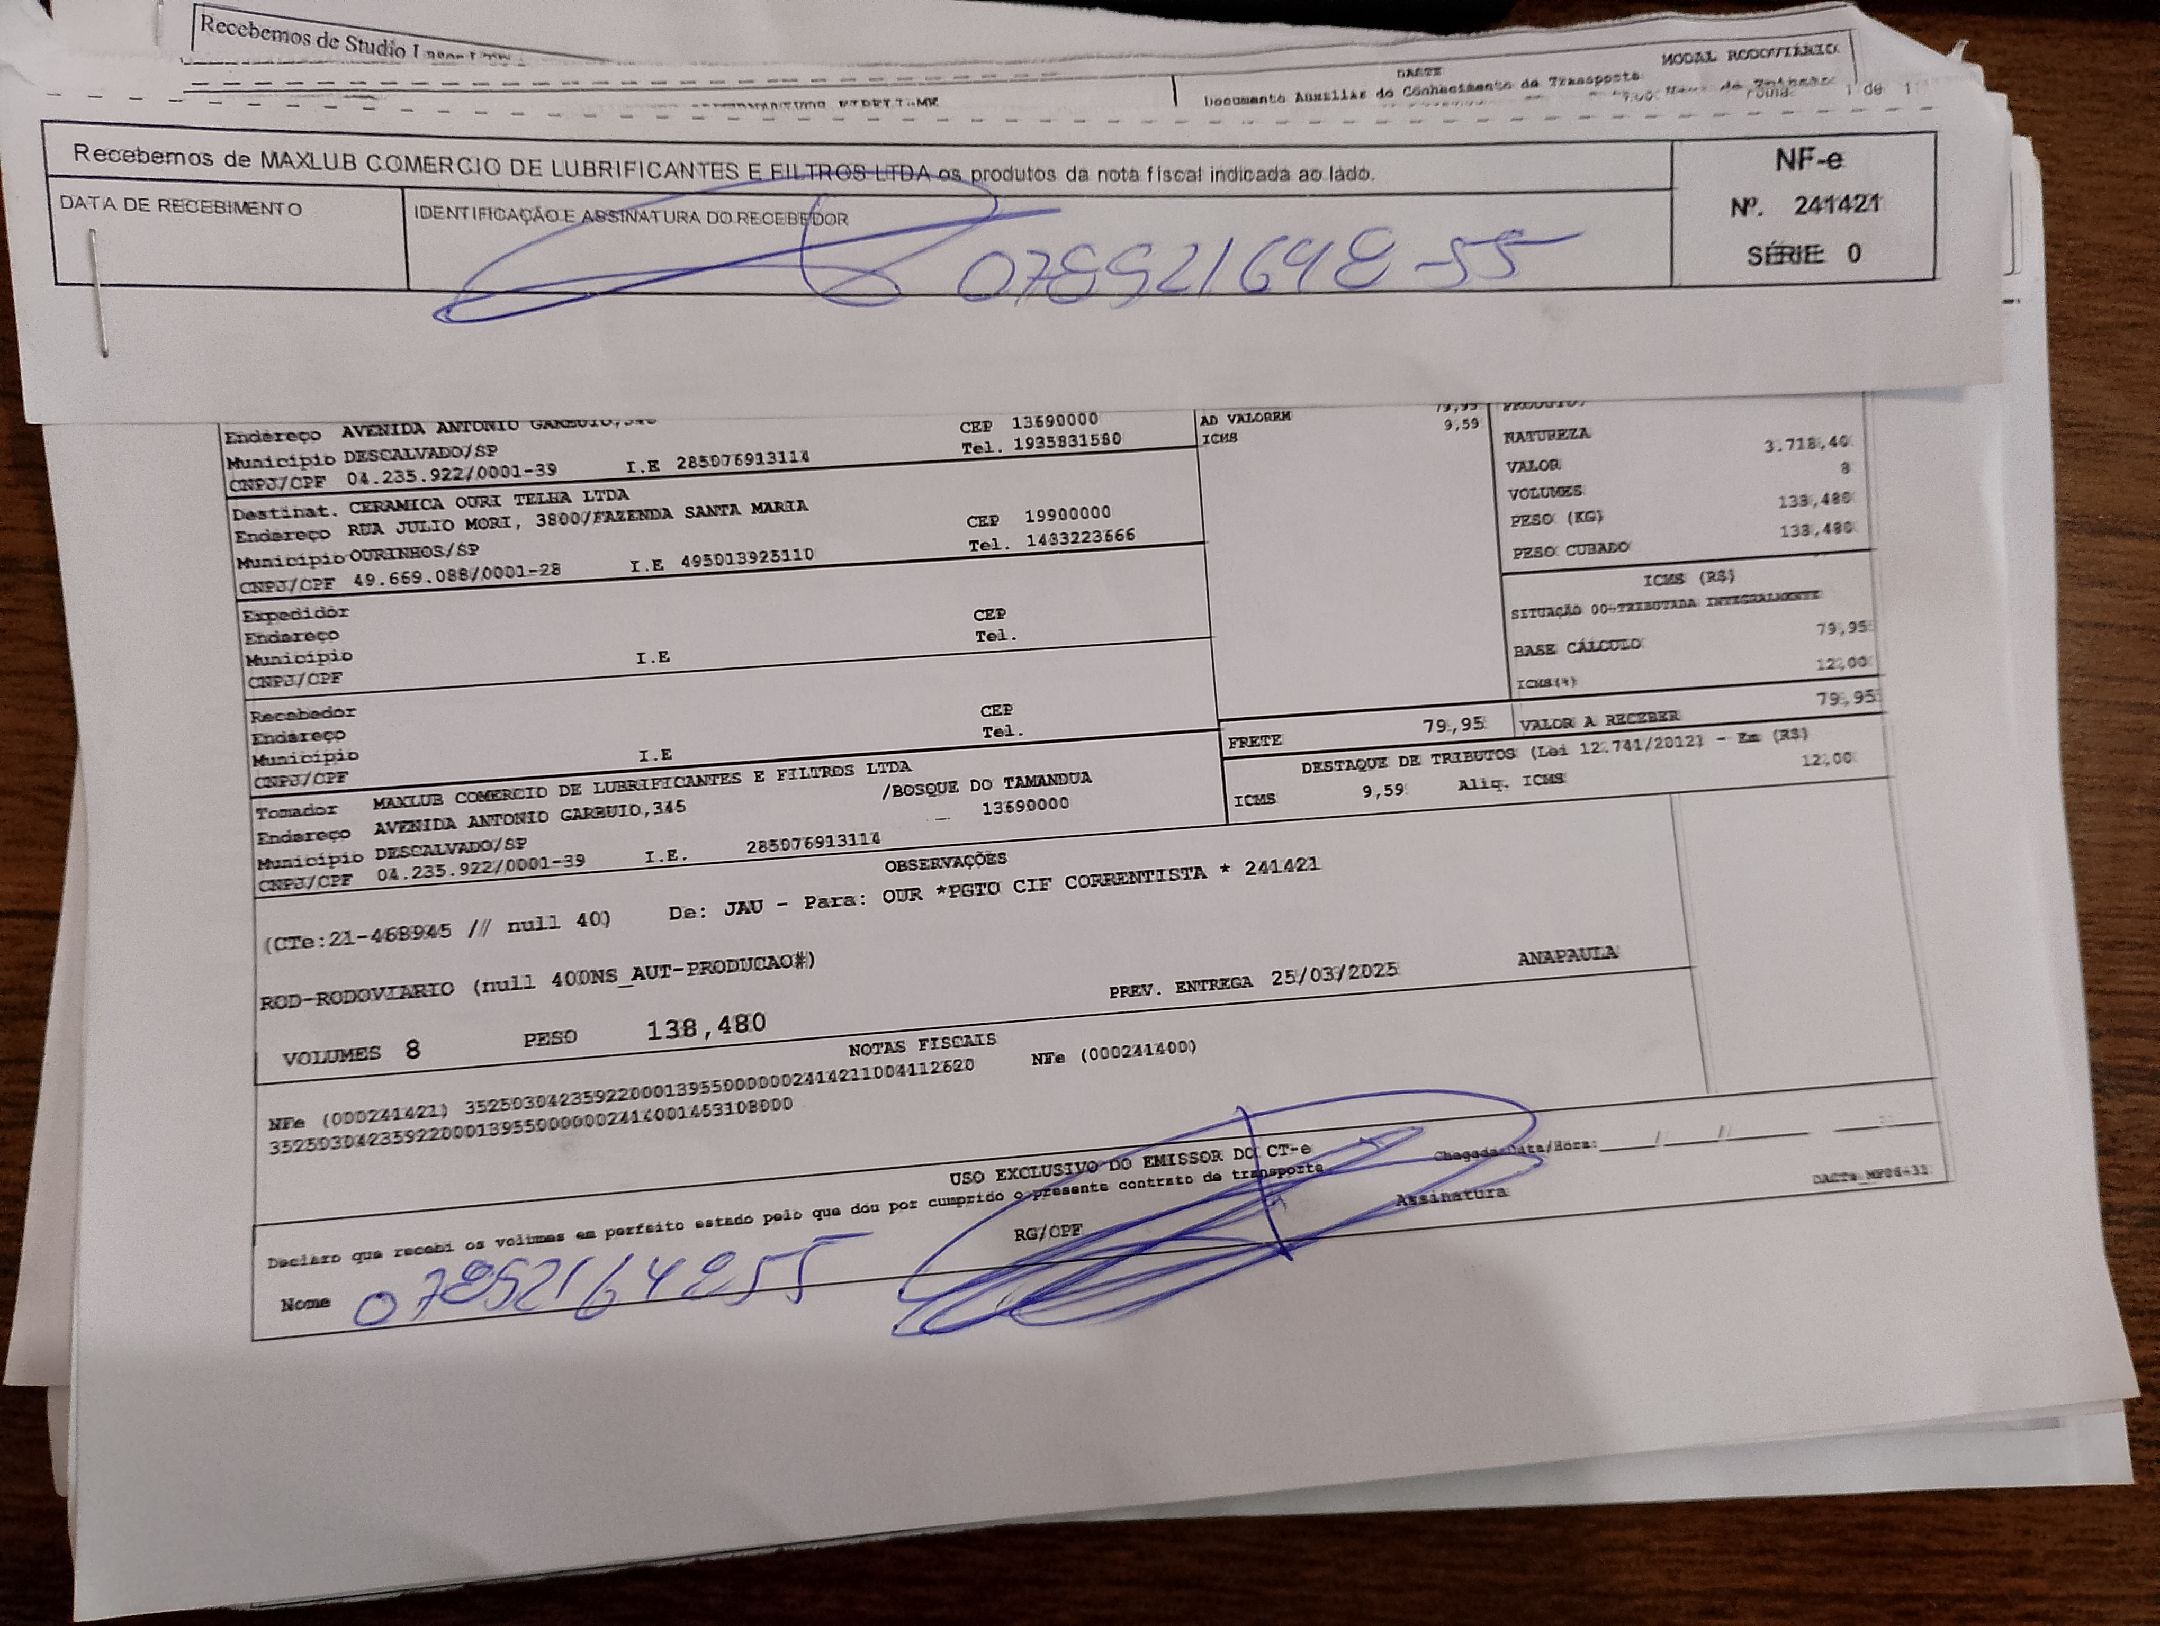 Recebemos de Studio
DACTE
MODAL RODOVIÁRIO
Documento Auxiliar do Conhecimento de Transporte
1 de 1
Recebemos de MAXLUB COMERCIO DE LUBRIFICANTES E FILTROS LTDA os produtos da nota fiscal indicada ao lado.
NF-e
Nº. 241421
SÉRIE 0
DATA DE RECEBIMENTO
IDENTIFICAÇÃO E ASSINATURA DO RECEBEDOR
Endereço AVENIDA ANTONIO GARBUIO,345 CEP 13690000
Município DESCALVADO/SP Tel. 1935831580
CNPJ/CPF 04.235.922/0001-39 I.E 285076913114
Destinat. CERAMICA OURI TELHA LTDA
Endereço RUA JULIO MORI, 3800/FAZENDA SANTA MARIA CEP 19900000
Município OURINHOS/SP Tel. 1433223666
CNPJ/CPF 49.669.088/0001-28 I.E 495013925110
Expedidor
Endereço CEP
Município Tel.
CNPJ/CPF I.E
Recebedor
Endereço CEP
Município Tel.
CNPJ/CPF I.E
Tomador MAXLUB COMERCIO DE LUBRIFICANTES E FILTROS LTDA
Endereço AVENIDA ANTONIO GARBUIO,345 /BOSQUE DO TAMANDUA
Município DESCALVADO/SP 13690000
CNPJ/CPF 04.235.922/0001-39 I.E. 285076913114
79,95
AD VALOREM 9,59
ICMS
NATUREZA
VALOR 3.718,40
VOLUMES 8
PESO (KG) 138,480
PESO CUBADO 138,480
ICMS (R$)
SITUAÇÃO 00-TRIBUTADA INTEGRALMENTE
BASE CÁLCULO 79,95
ICMS(%) 12,00
FRETE 79,95 VALOR A RECEBER 79,95
DESTAQUE DE TRIBUTOS (Lei 12.741/2012) - Em (R$)
ICMS 9,59 Aliq. ICMS 12,00
OBSERVAÇÕES
(CTe:21-468945 // null 40) De: JAU - Para: OUR *PGTO CIF CORRENTISTA * 241421
ROD-RODOVIARIO (null 400NS_AUT-PRODUCAO#)
PREV. ENTREGA 25/03/2025 ANAPAULA
VOLUMES 8 PESO 138,480
NOTAS FISCAIS
NFe (000241421) 35250304235922000139550000002414211004112620 NFe (000241400)
35250304235922000139550000002414001453108000
USO EXCLUSIVO DO EMISSOR DO CT-e
Declaro que recebi os volumes em perfeito estado pelo que dou por cumprido o presente contrato de transporte
Chegada Data/Hora:
Nome
RG/CPF
Assinatura